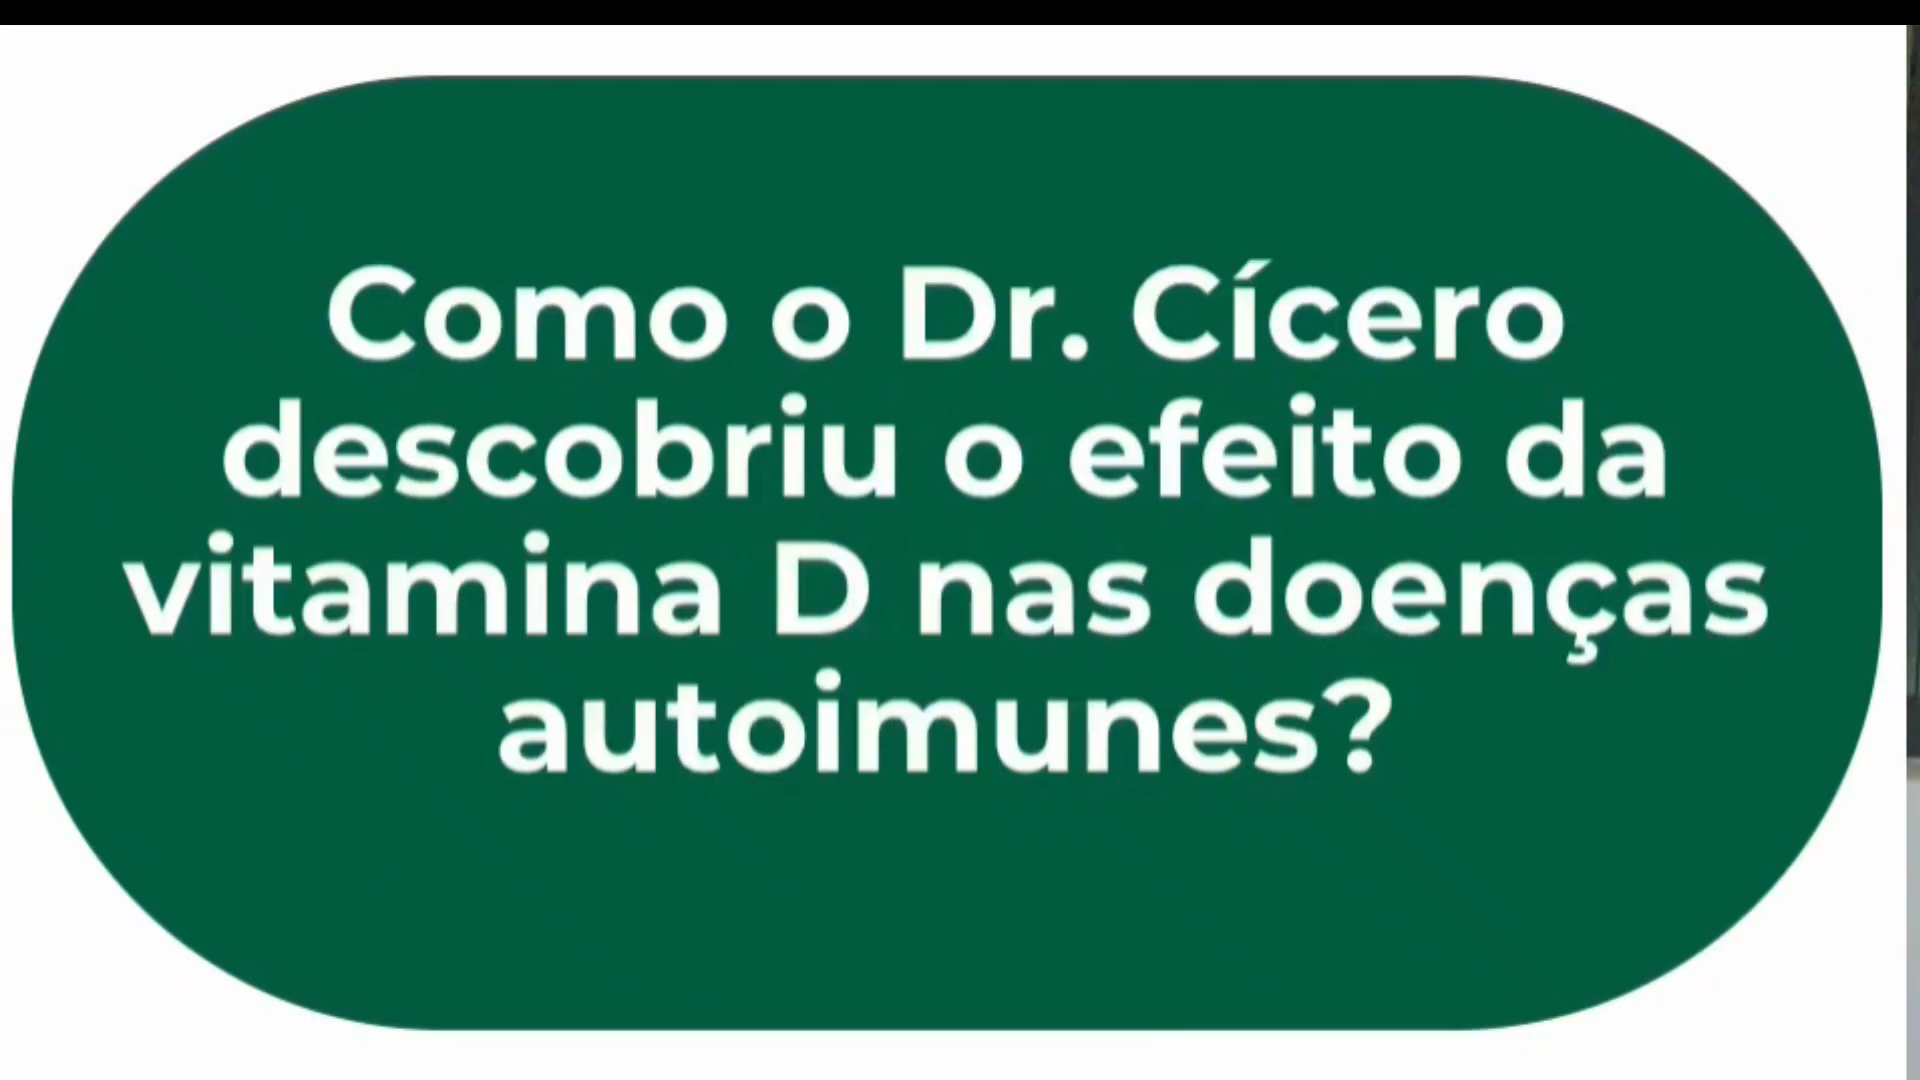 Como o Dr. Cícero
descobriu o efeito da
vitamina D nas doenças
autoimunes?